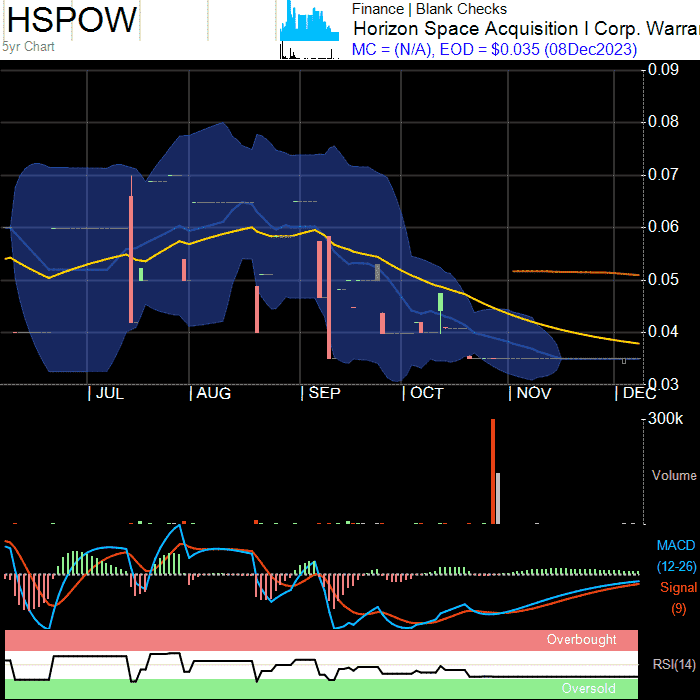 HSPOW
5yr Chart
Finance | Blank Checks
Horizon Space Acquisition I Corp. Warra
MC = (N/A), EOD = $0.035 (08Dec2023)
0.09
0.08
0.07
0.06
0.05
0.04
0.03
JUL AUG SEP OCT NOV DEC
300k
Volume
MACD
(12-26)
Signal
(9)
Overbought
RSI(14)
Oversold